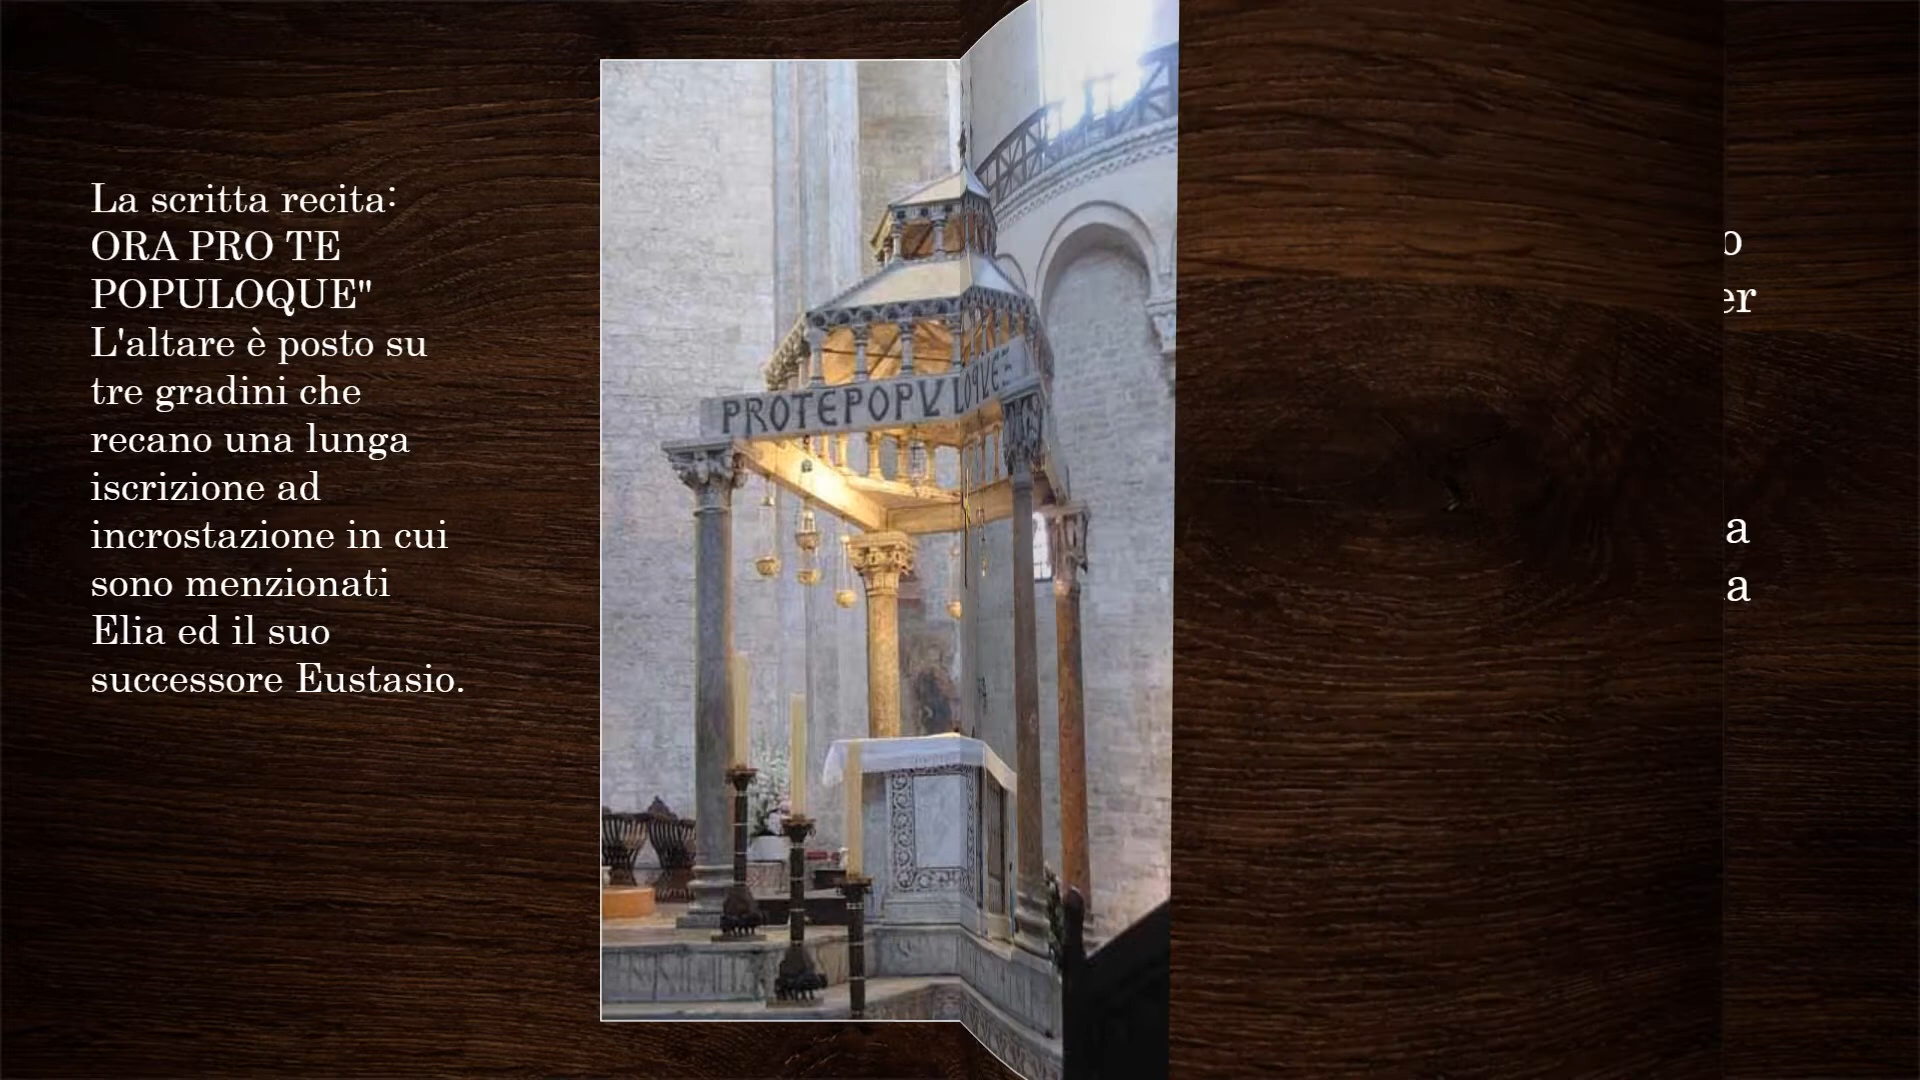 La scritta recita:
ORA PRO TE
POPULOQUE"
L'altare è posto su
tre gradini che
recano una lunga
iscrizione ad
incrostazione in cui
sono menzionati
Elia ed il suo
successore Eustasio.
PROTEPOPVLOQVE